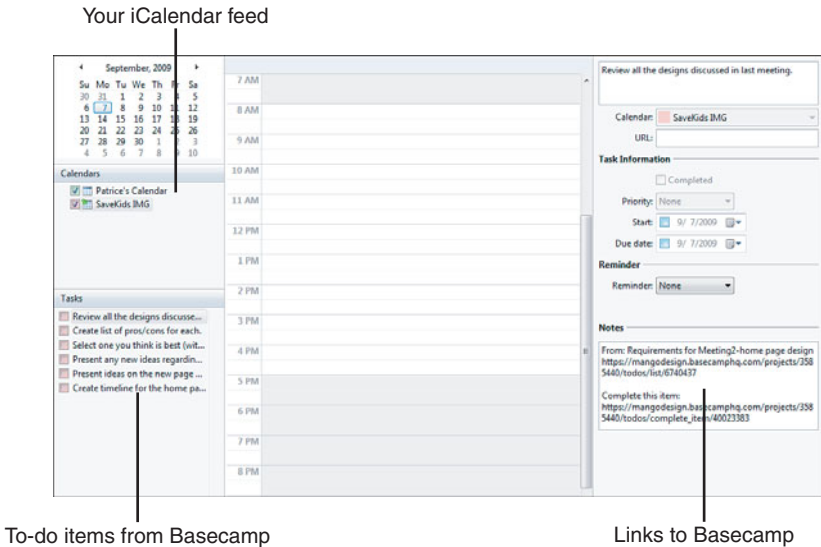 Your iCalendar feed
September, 2009
Su Mo Tu We Th Fr Sa
30 31 1 2 3 4 5
6 7 8 9 10 11 12
13 14 15 16 17 18 19
20 21 22 23 24 25 26
27 28 29 30 1 2 3
4 5 6 7 8 9 10
Calendars
Patrice's Calendar
SaveKids IMG
Tasks
Review all the designs discusse...
Create list of pros/cons for each.
Select one you think is best (wit...
Present any new ideas regardin...
Present ideas on the new page ...
Create timeline for the home pa...
7 AM
8 AM
9 AM
10 AM
11 AM
12 PM
1 PM
2 PM
3 PM
4 PM
5 PM
6 PM
7 PM
8 PM
Review all the designs discussed in last meeting.
Calendar: SaveKids IMG
URL:
Task Information
Completed
Priority: None
Start: 9/ 7/2009
Due date: 9/ 7/2009
Reminder
Reminder: None
Notes
From: Requirements for Meeting2-home page design
https://mangodesign.basecamphq.com/projects/358
5440/todos/list/6740437
Complete this item:
https://mangodesign.basecamphq.com/projects/358
5440/todos/complete_item/40023383
To-do items from Basecamp
Links to Basecamp